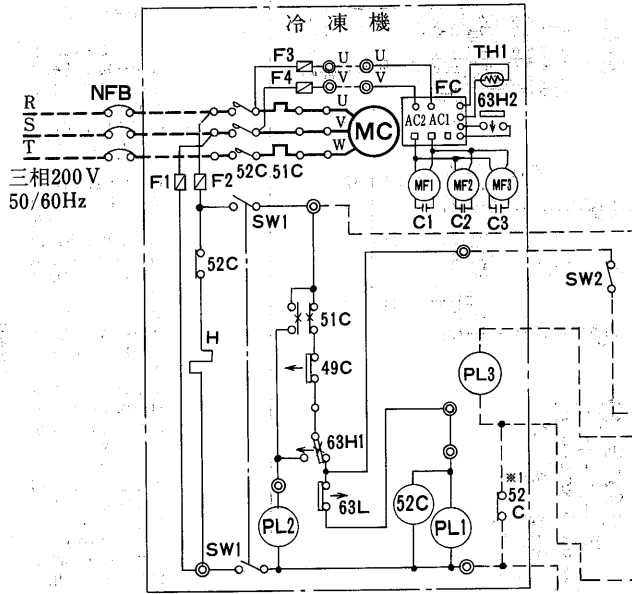 冷凍機
F3 U U TH1
F4 V V FC
NFB 63H2
R U AC2 AC1
S V MC
T W
三相200V F1 F2 52C 51C MF1 MF2 MF3
50/60Hz C1 C2 C3
SW1
52C SW2
51C
H 49C PL3
63H1
※1
52C 52
63L C
PL2 PL1
SW1